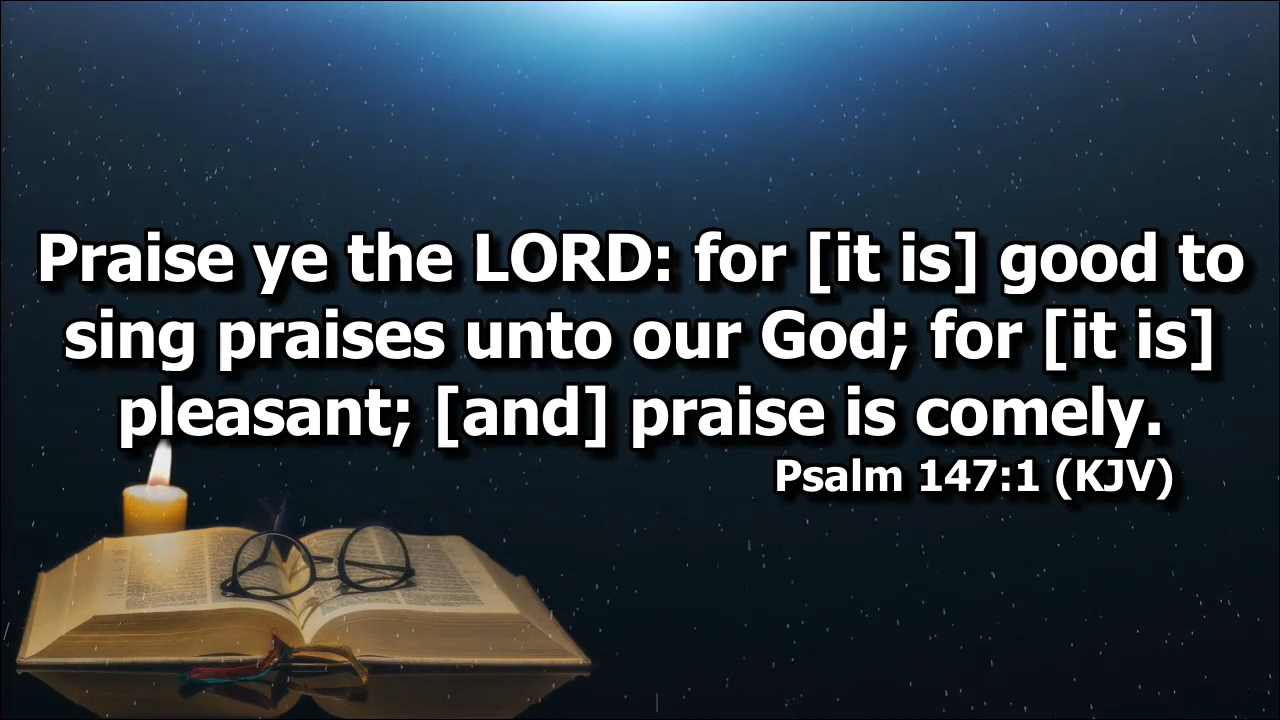 Praise ye the LORD: for [it is] good to
sing praises unto our God; for [it is]
pleasant; [and] praise is comely.
Psalm 147:1 (KJV)